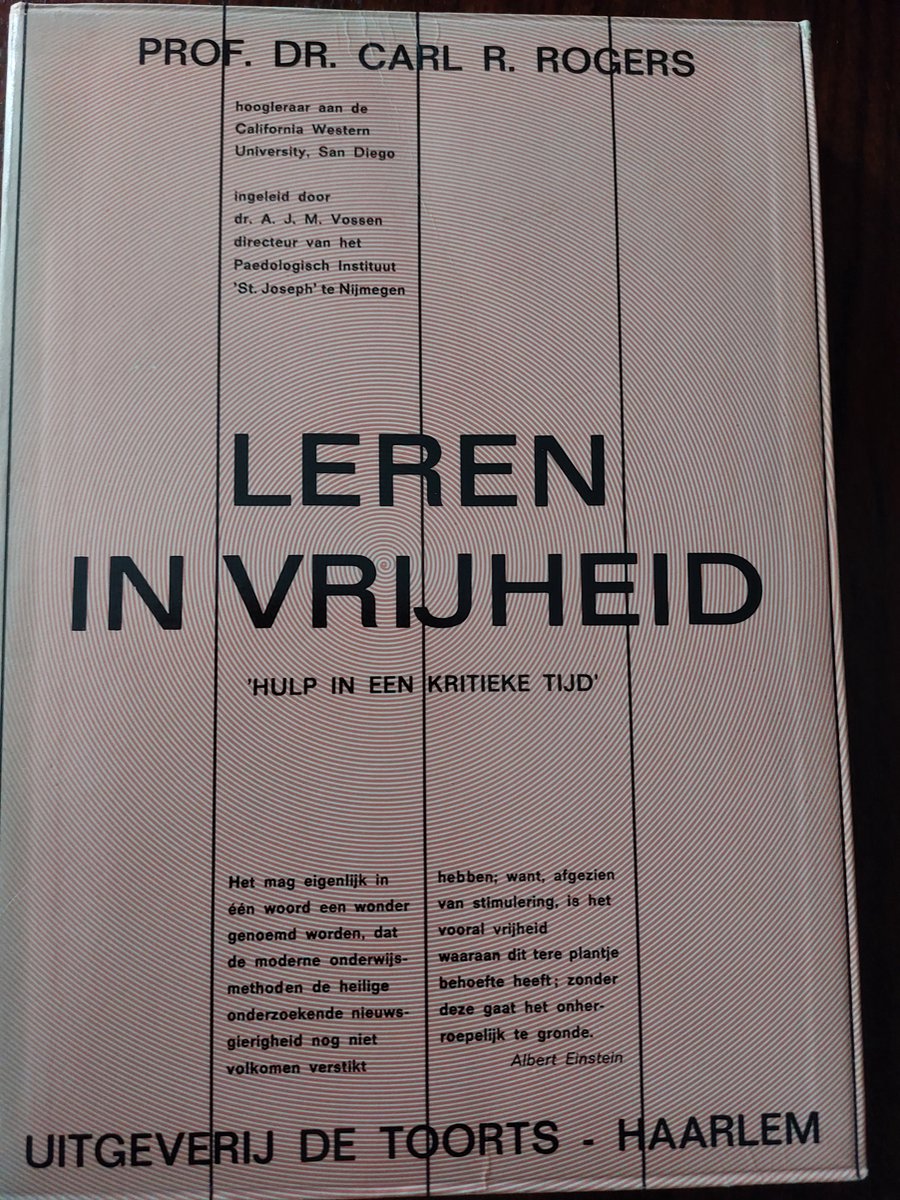 PROF. DR. CARL R. ROGERS
hoogleraar aan de
California Western
University, San Diego
ingeleid door
dr. A. J. M. Vossen
directeur van het
Paedologisch Instituut
'St. Joseph' te Nijmegen
LEREN
IN VRIJHEID
'HULP IN EEN KRITIEKE TIJD'
Het mag eigenlijk in
één woord een wonder
genoemd worden, dat
de moderne onderwijs-
methoden de heilige
onderzoekende nieuws-
gierigheid nog niet
volkomen verstikt
hebben; want, afgezien
van stimulering, is het
vooral vrijheid
waaraan dit tere plantje
behoefte heeft; zonder
deze gaat het onher-
roepelijk te gronde.
Albert Einstein
UITGEVERIJ DE TOORTS - HAARLEM